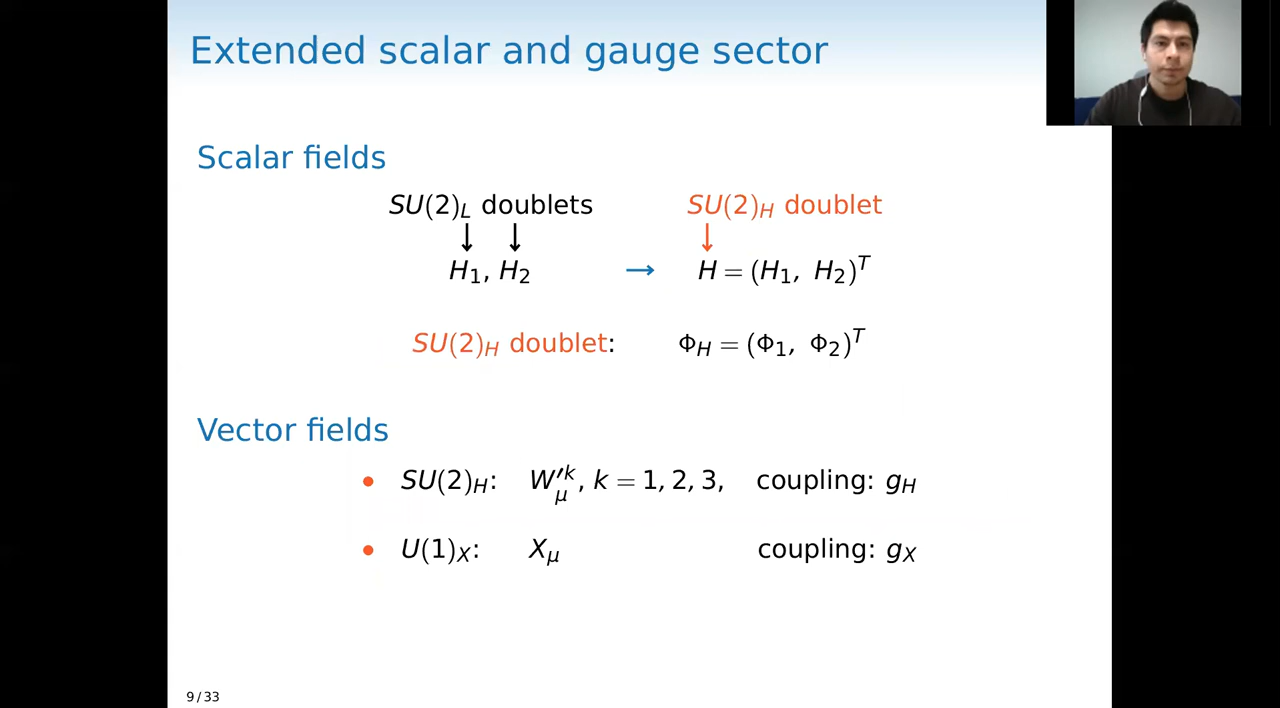 Extended scalar and gauge sector
Scalar fields
SU(2)_L doublets SU(2)_H doublet
↓ ↓ ↓
H_1, H_2 → H = (H_1, H_2)^T
SU(2)_H doublet: Φ_H = (Φ_1, Φ_2)^T
Vector fields
• SU(2)_H: W'^k_μ, k = 1, 2, 3, coupling: g_H
• U(1)_X: X_μ coupling: g_X
9 / 33